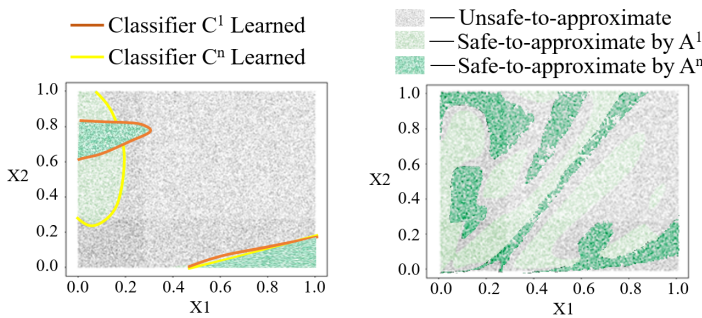 Classifier C¹ Learned
Classifier Cⁿ Learned
1.0
0.8
0.6
0.4
0.2
0.0
X2
0.0 0.2 0.4 0.6 0.8 1.0
X1
Unsafe-to-approximate
Safe-to-approximate by A¹
Safe-to-approximate by Aⁿ
1.0
0.8
0.6
0.4
0.2
0.0
X2
0.0 0.2 0.4 0.6 0.8 1.0
X1